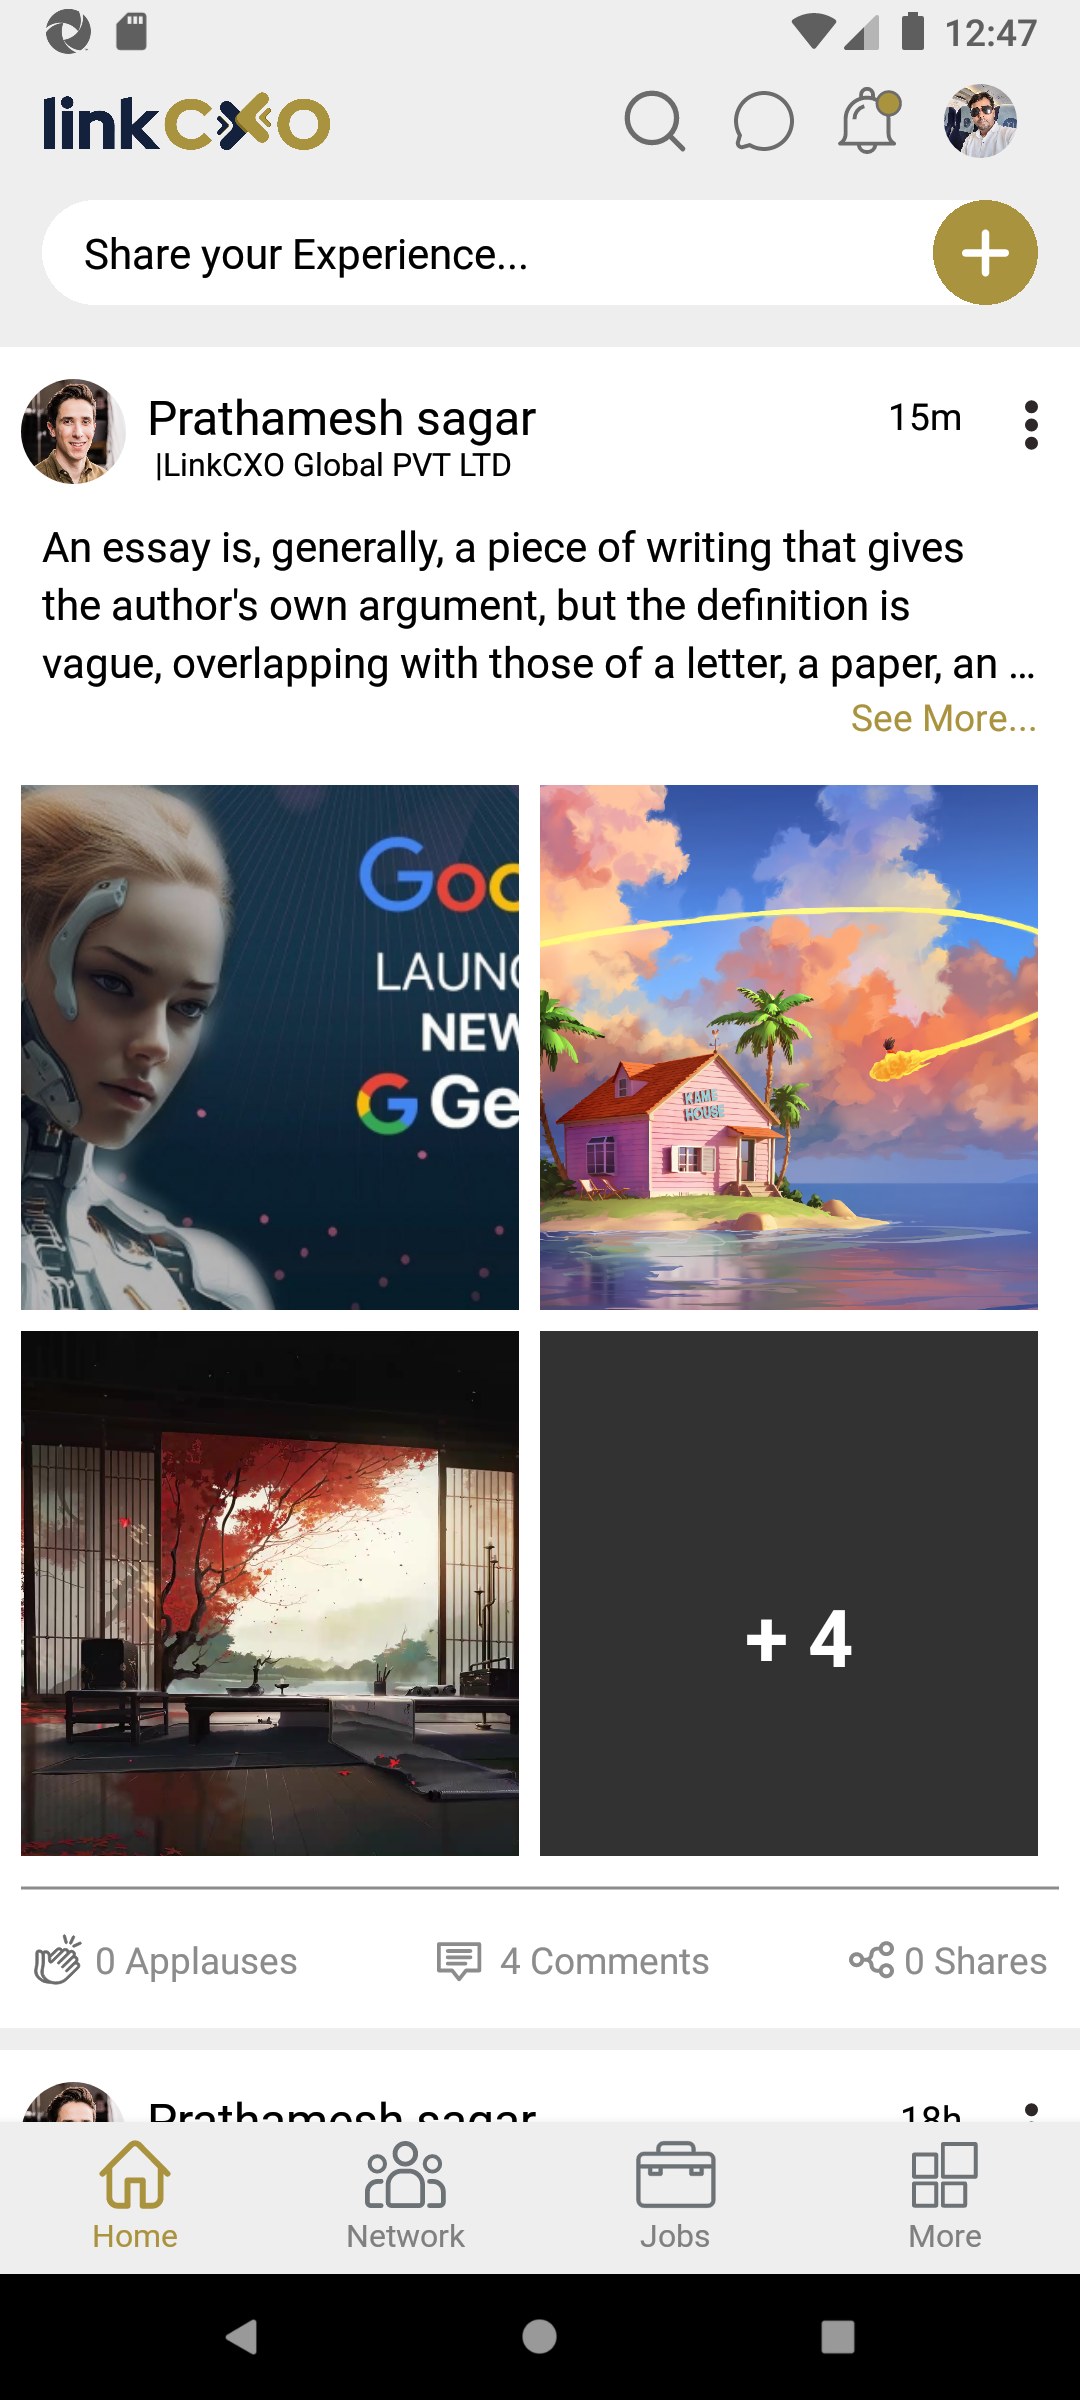 12:47
linkCXO
Share your Experience...
Prathamesh sagar
15m
|LinkCXO Global PVT LTD
An essay is, generally, a piece of writing that gives
the author's own argument, but the definition is
vague, overlapping with those of a letter, a paper, an ...
See More...
Goo
LAUNC
NEW
G Ge
KAME
HOUSE
+ 4
0 Applauses
4 Comments
0 Shares
Prathamesh sagar
18h
Home
Network
Jobs
More